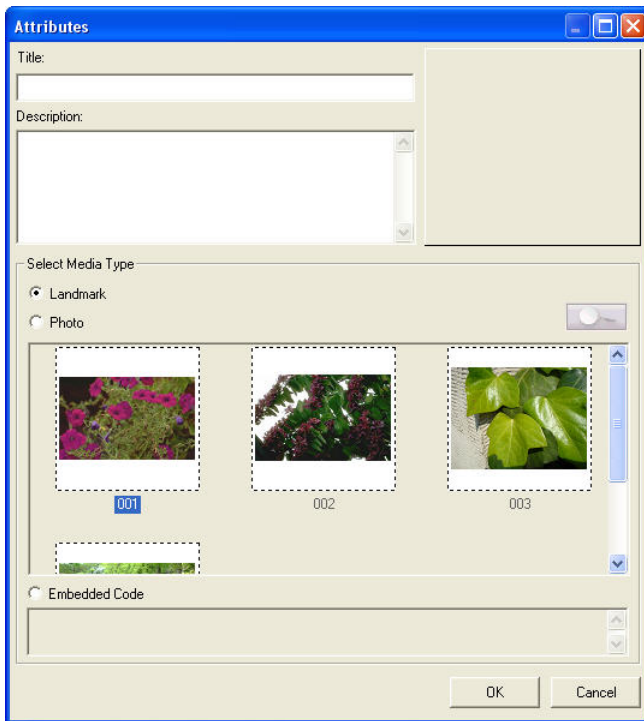 Attributes
Title:
Description:
Select Media Type
Landmark
Photo
001
002
003
Embedded Code
OK
Cancel